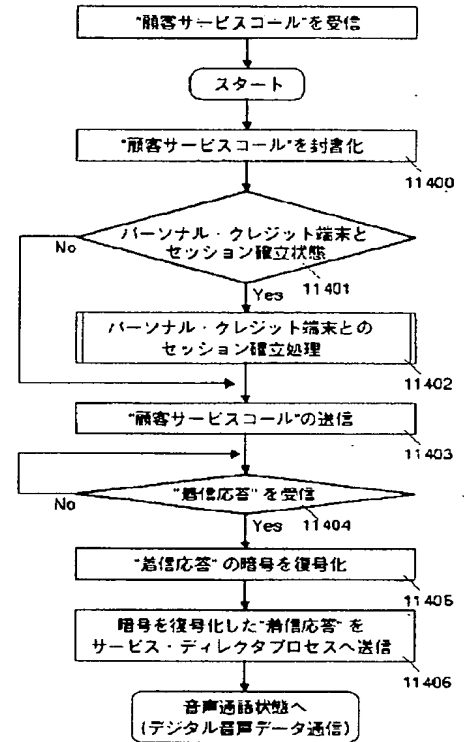 "顧客サービスコール"を受信
スタート
"顧客サービスコール"を封書化
11400
パーソナル・クレジット端末と
セッション確立状態
No
11401
Yes
パーソナル・クレジット端末との
セッション確立処理
11402
"顧客サービスコール"の送信
11403
"着信応答"を受信
No
11404
Yes
"着信応答"の暗号を復号化
11405
暗号を復号化した"着信応答"を
サービス・ディレクタプロセスへ送信
11406
音声通話状態へ
(デジタル音声データ通信)